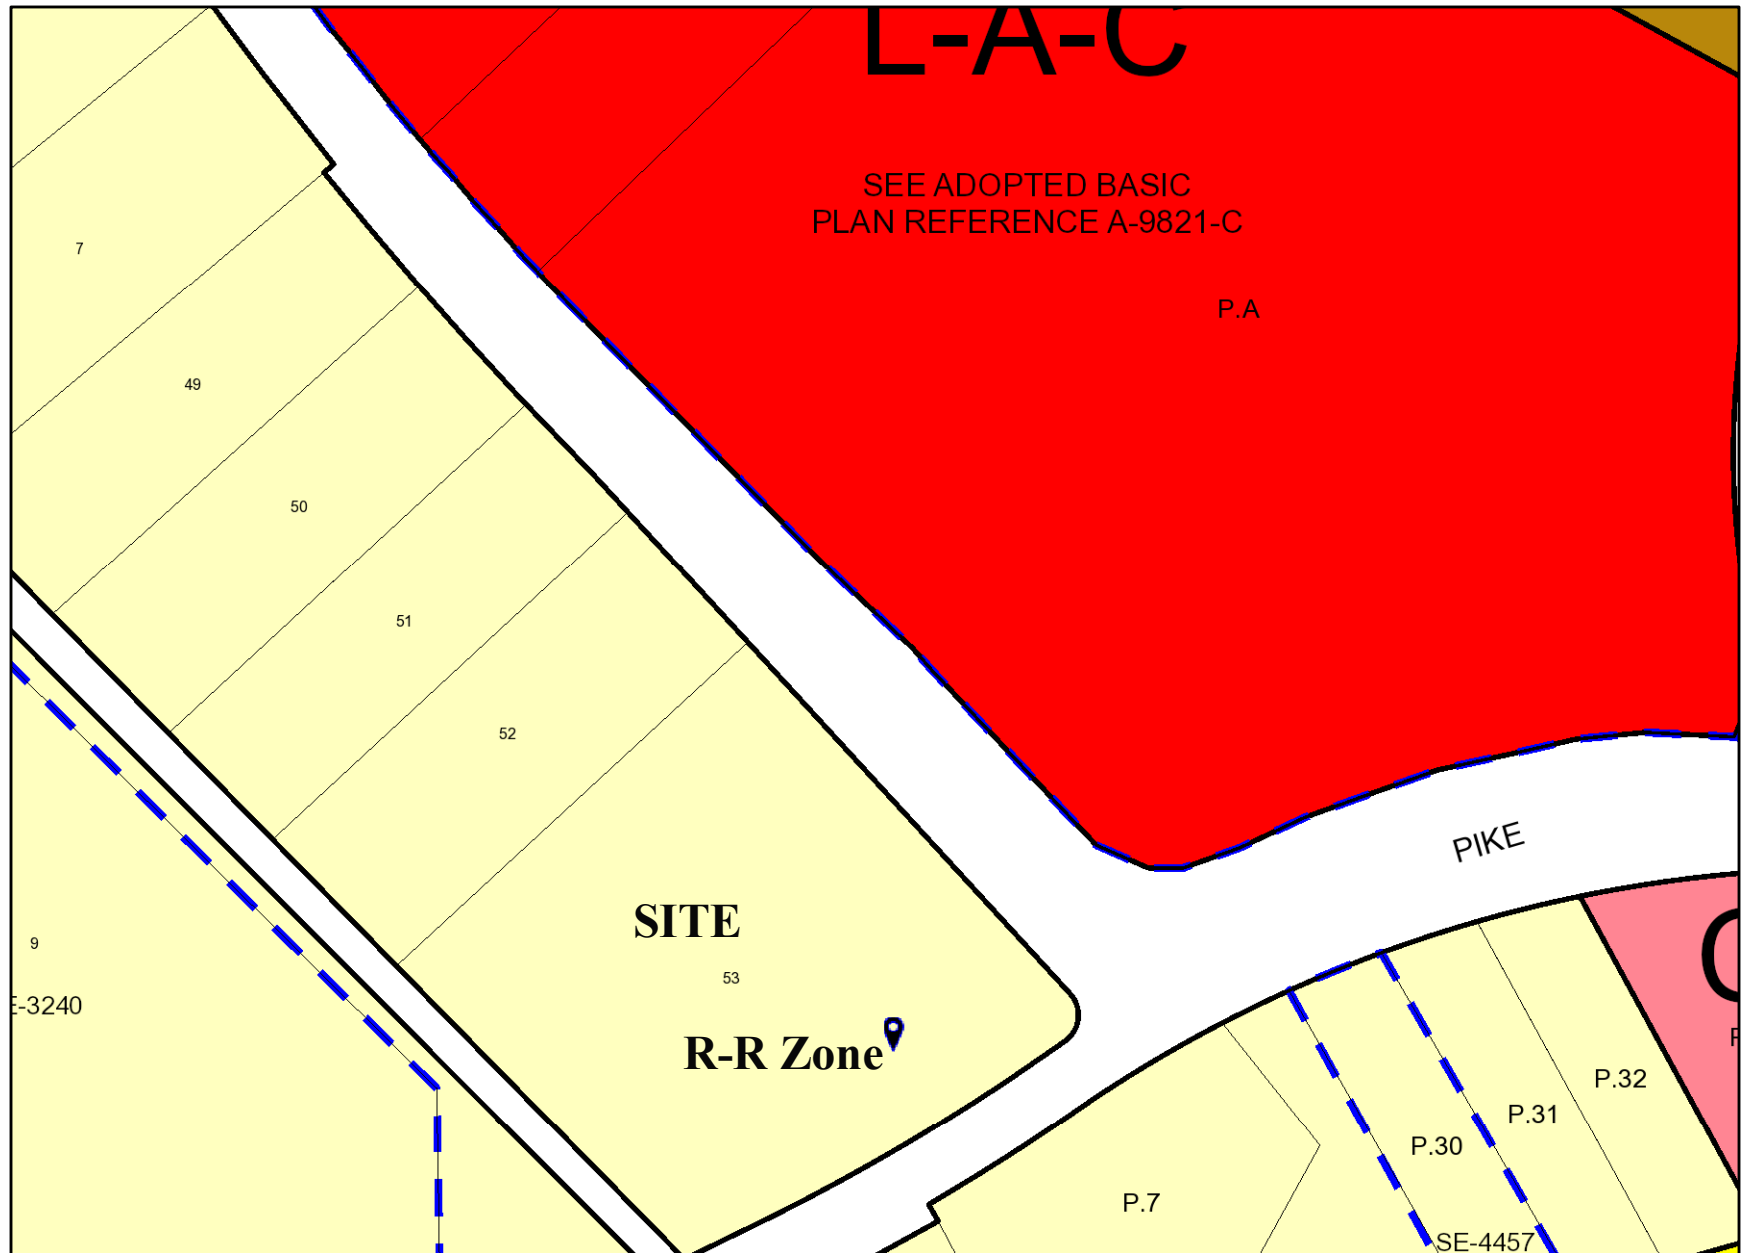 L-A-C
SEE ADOPTED BASIC
PLAN REFERENCE A-9821-C
P.A
7
49
50
51
52
PIKE
SITE
53
9
E-3240
R-R Zone
P.32
P.31
P.30
P.7
SE-4457